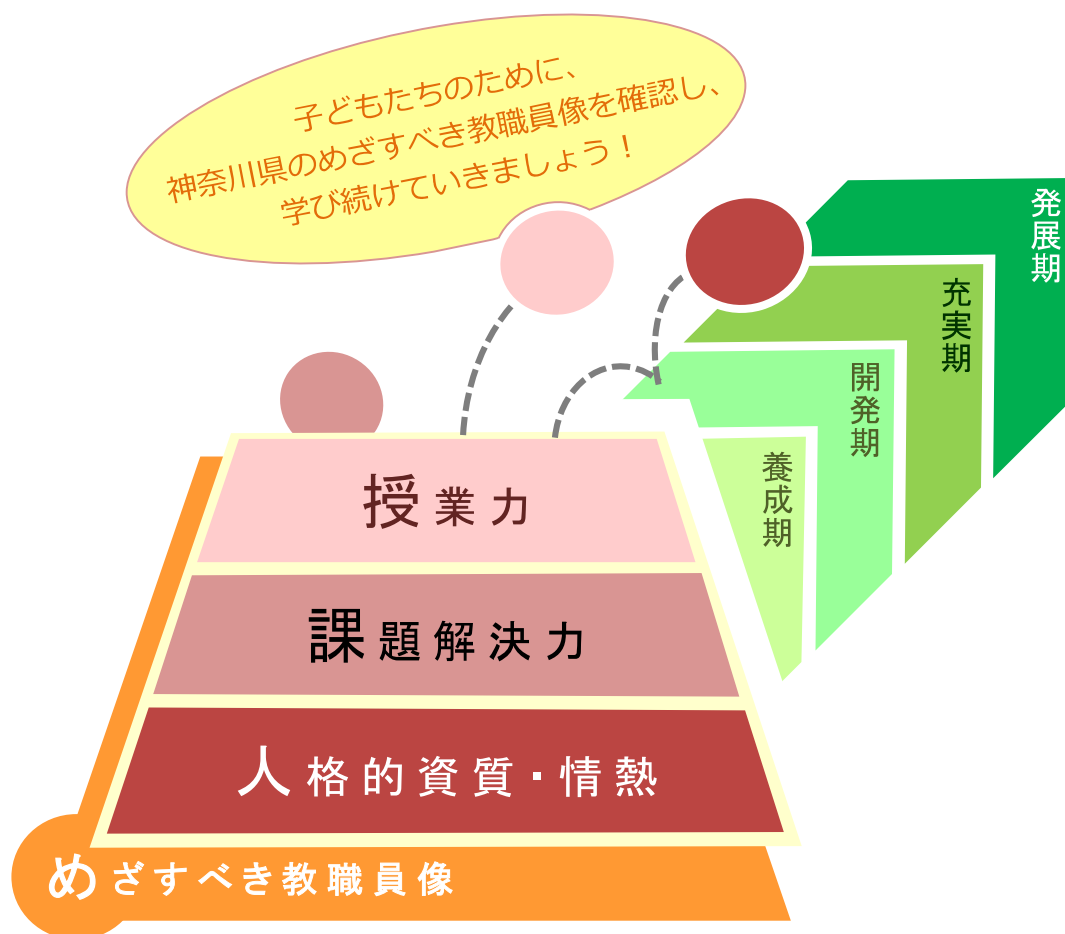 子どもたちのために、
神奈川県のめざすべき教職員像を確認し、
学び続けていきましょう！
発展期
充実期
開発期
養成期
授業力
課題解決力
人格的資質・情熱
めざすべき教職員像